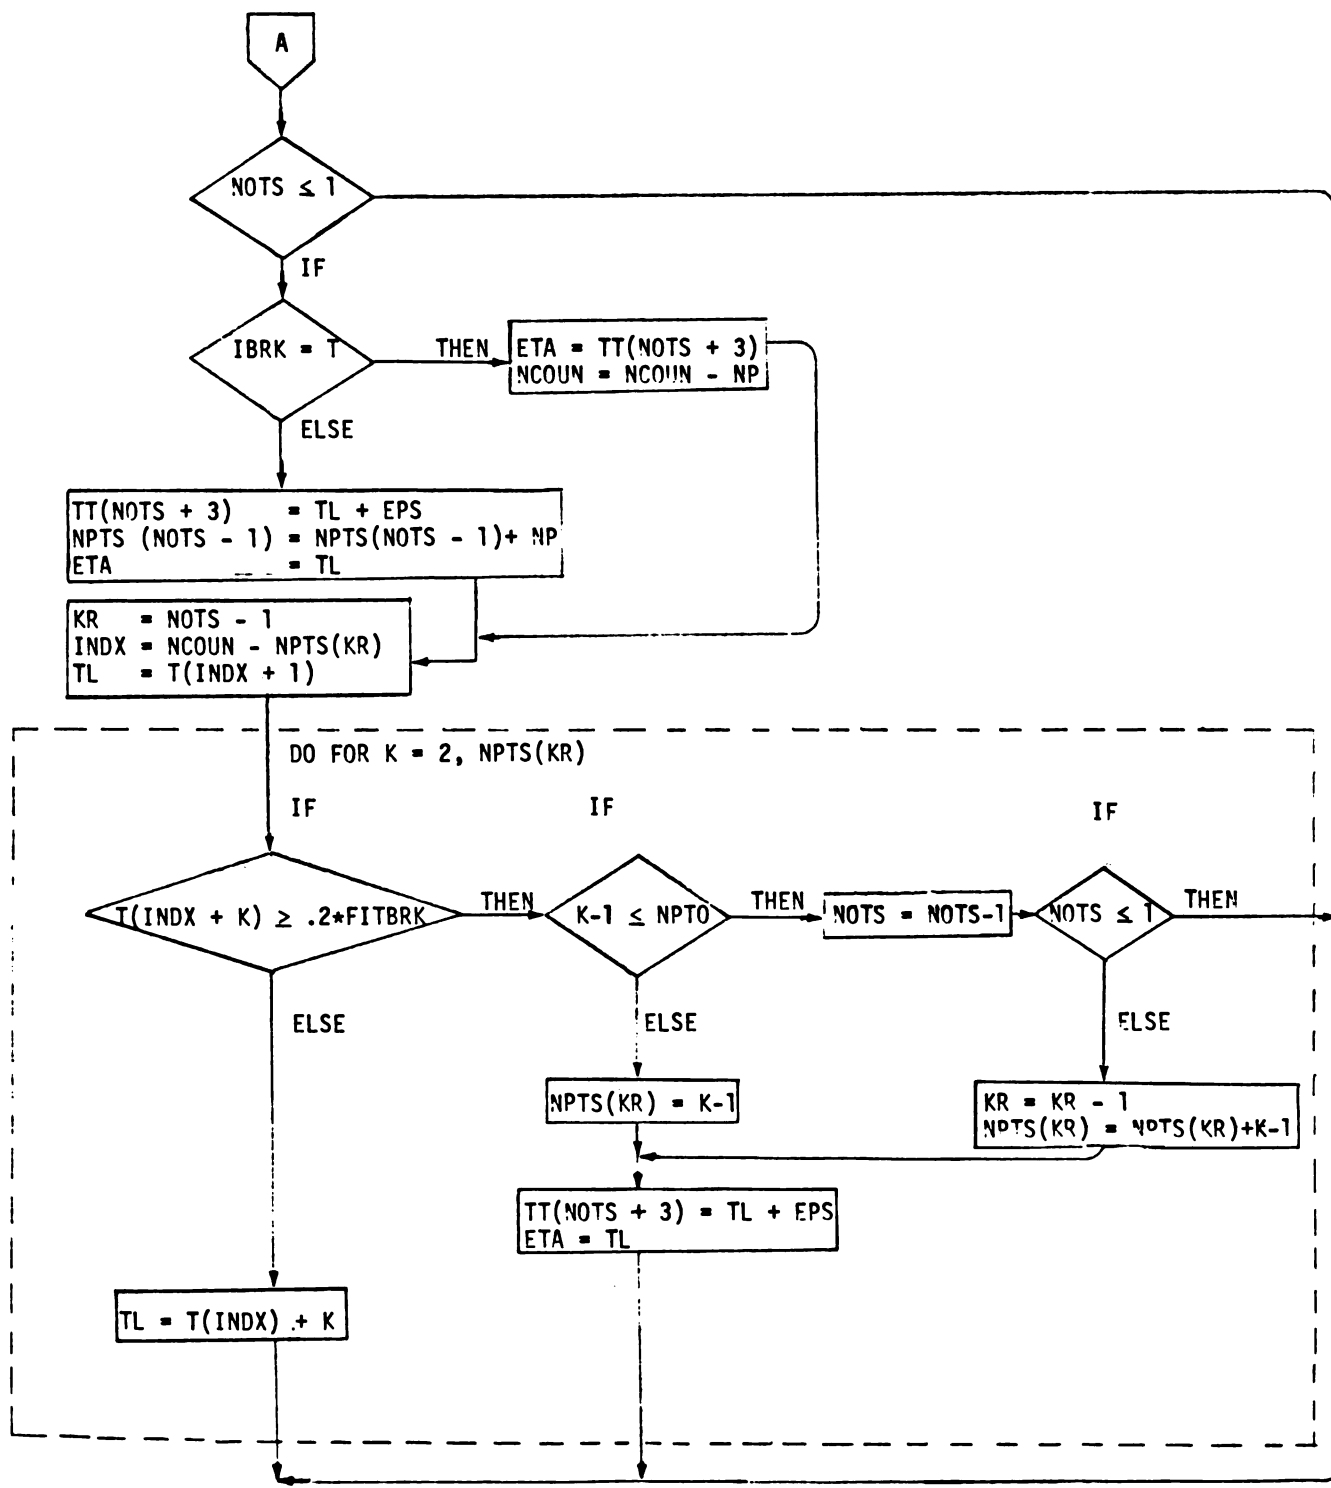 A
NOTS ≤ 1
IF
IBRK = T
THEN
ETA = TT(NOTS + 3)
NCOUN = NCOUN - NP
ELSE
TT(NOTS + 3) = TL + EPS
NPTS (NOTS - 1) = NPTS(NOTS - 1)+ NP
ETA = TL
KR = NOTS - 1
INDX = NCOUN - NPTS(KR)
TL = T(INDX + 1)
DO FOR K = 2, NPTS(KR)
IF
IF
IF
T(INDX + K) ≥ .2*FITBRK
THEN
K-1 ≤ NPTO
THEN
NOTS = NOTS-1
NOTS ≤ 1
THEN
ELSE
ELSE
ELSE
NPTS(KR) = K-1
KR = KR - 1
NPTS(KR) = NPTS(KR)+K-1
TT(NOTS + 3) = TL + EPS
ETA = TL
TL = T(INDX) + K